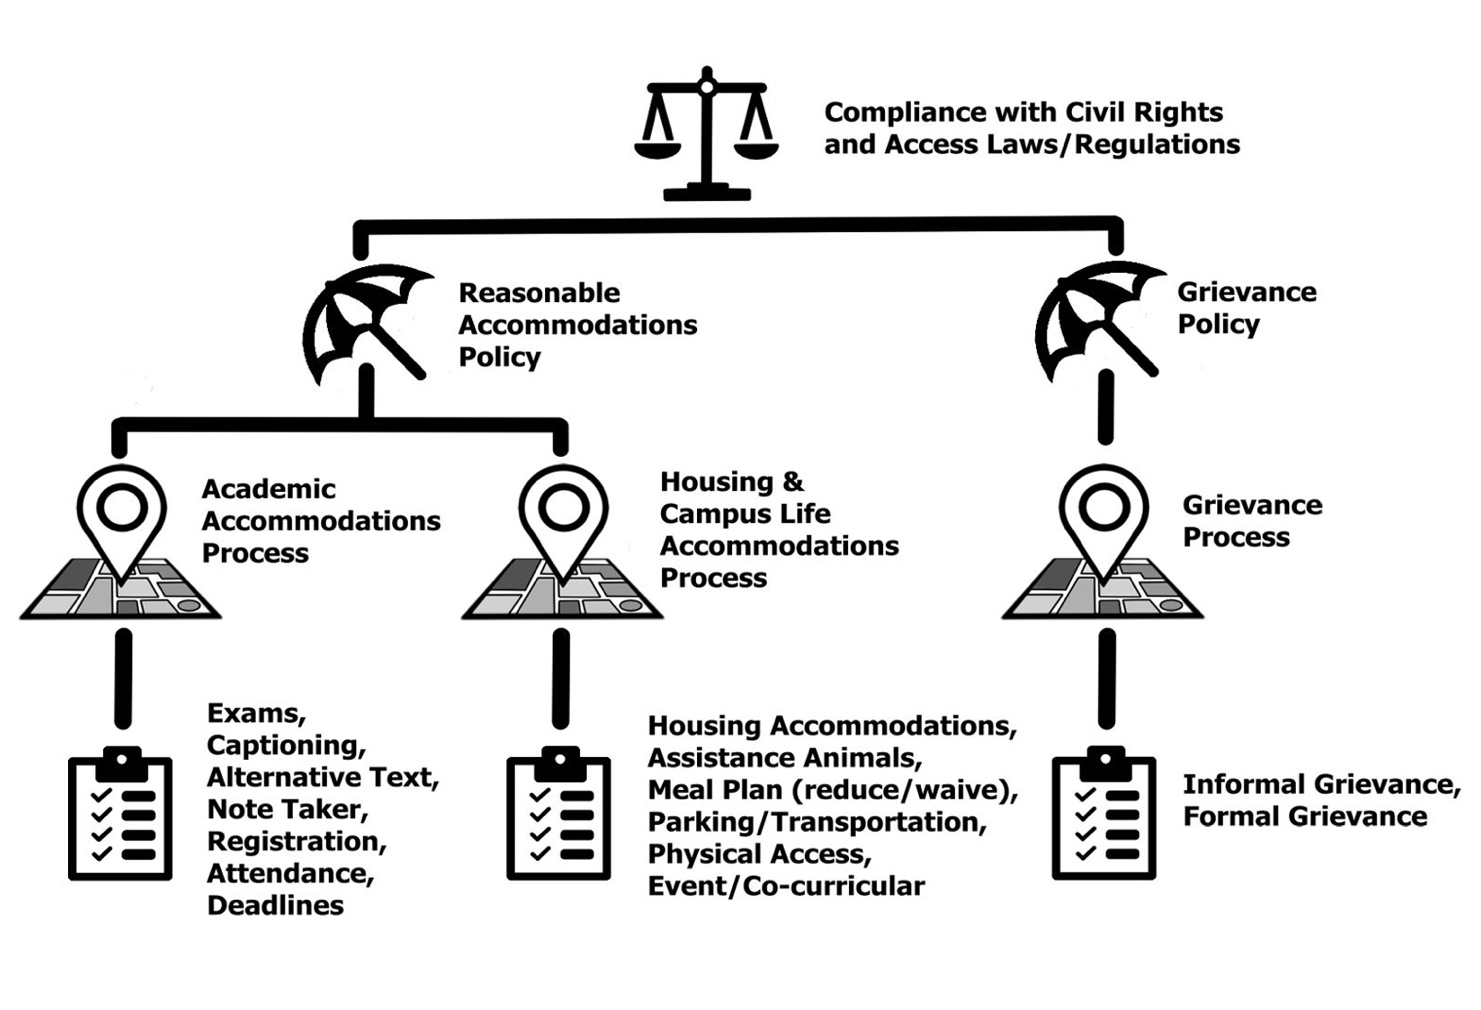 Compliance with Civil Rights
and Access Laws/Regulations
Reasonable
Accommodations
Policy
Grievance
Policy
Academic
Accommodations
Process
Housing &
Campus Life
Accommodations
Process
Grievance
Process
Exams,
Captioning,
Alternative Text,
Note Taker,
Registration,
Attendance,
Deadlines
Housing Accommodations,
Assistance Animals,
Meal Plan (reduce/waive),
Parking/Transportation,
Physical Access,
Event/Co-curricular
Informal Grievance,
Formal Grievance